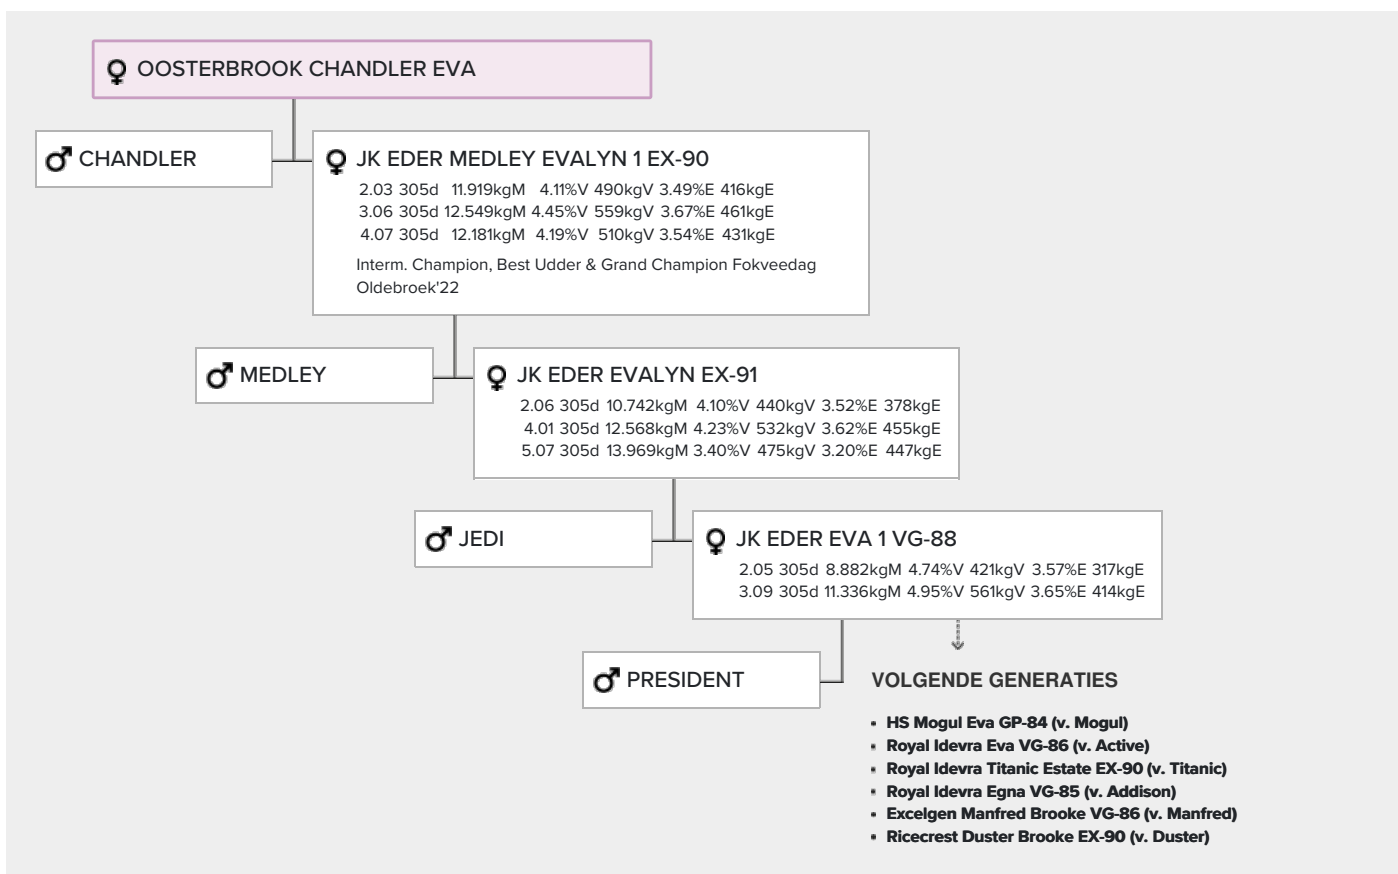 OOSTERBROOK CHANDLER EVA
CHANDLER
JK EDER MEDLEY EVALYN 1 EX-90
2.03 305d 11.919kgM 4.11%V 490kgV 3.49%E 416kgE
3.06 305d 12.549kgM 4.45%V 559kgV 3.67%E 461kgE
4.07 305d 12.181kgM 4.19%V 510kgV 3.54%E 431kgE
Interm. Champion, Best Udder & Grand Champion Fokveedag
Oldebroek'22
MEDLEY
JK EDER EVALYN EX-91
2.06 305d 10.742kgM 4.10%V 440kgV 3.52%E 378kgE
4.01 305d 12.568kgM 4.23%V 532kgV 3.62%E 455kgE
5.07 305d 13.969kgM 3.40%V 475kgV 3.20%E 447kgE
JEDI
JK EDER EVA 1 VG-88
2.05 305d 8.882kgM 4.74%V 421kgV 3.57%E 317kgE
3.09 305d 11.336kgM 4.95%V 561kgV 3.65%E 414kgE
PRESIDENT
VOLGENDE GENERATIES
▪ HS Mogul Eva GP-84 (v. Mogul)
▪ Royal Idevra Eva VG-86 (v. Active)
▪ Royal Idevra Titanic Estate EX-90 (v. Titanic)
▪ Royal Idevra Egna VG-85 (v. Addison)
▪ Excelgen Manfred Brooke VG-86 (v. Manfred)
▪ Ricecrest Duster Brooke EX-90 (v. Duster)